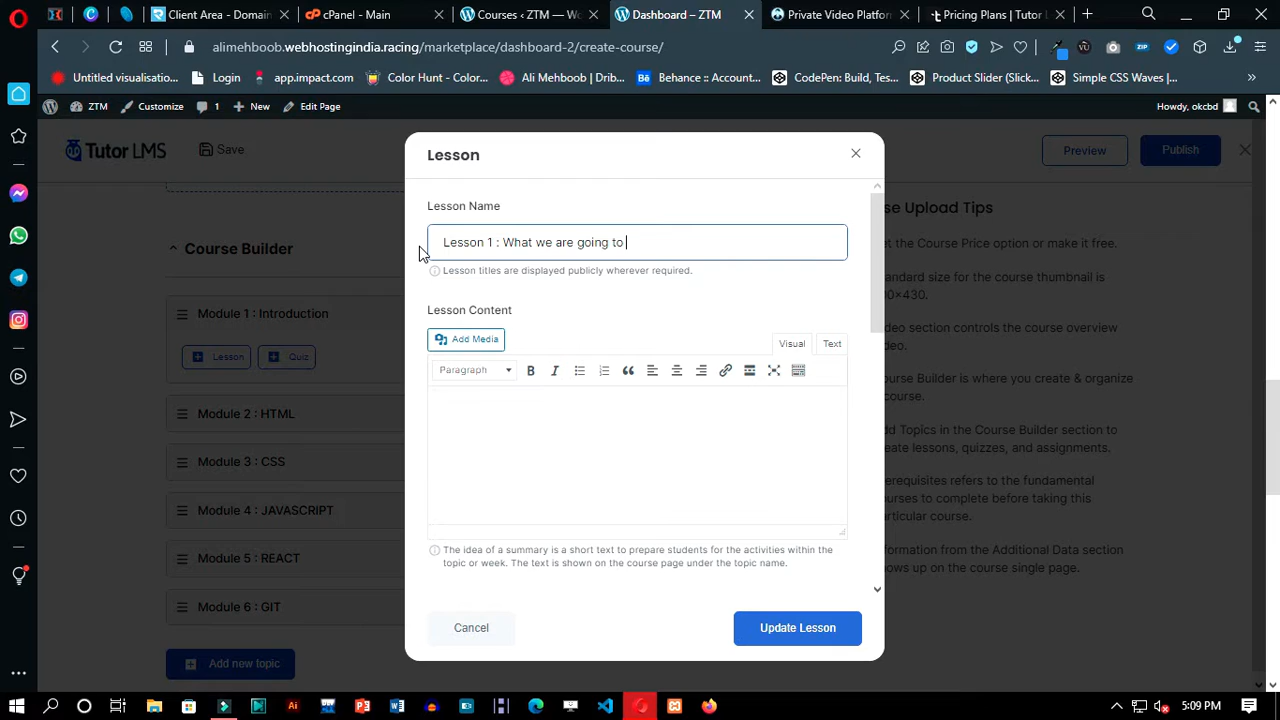 Client Area - Domain
cPanel - Main
Courses ‹ ZTM — Wo
Dashboard – ZTM
Private Video Platfor
Pricing Plans | Tutor L
alimehboob.webhostingindia.racing/marketplace/dashboard-2/create-course/
Untitled visualisatio...
Login
app.impact.com
Color Hunt - Color...
Ali Mehboob | Drib...
Behance :: Account...
CodePen: Build, Tes...
Product Slider (Slick...
Simple CSS Waves |...
ZTM
Customize
1
New
Edit Page
Howdy, okcbd
tutor LMS
Save
Preview
Publish
Lesson
Lesson Name
Lesson 1 : What we are going to
Lesson titles are displayed publicly wherever required.
Lesson Content
Add Media
Visual
Text
Paragraph
B
I
The idea of a summary is a short text to prepare students for the activities within the
topic or week. The text is shown on the course page under the topic name.
Cancel
Update Lesson
Course Builder
Module 1 : Introduction
Lesson
Quiz
Module 2 : HTML
Module 3 : CSS
Module 4 : JAVASCRIPT
Module 5 : REACT
Module 6 : GIT
Add new topic
se Upload Tips
et the Course Price option or make it free.
andard size for the course thumbnail is
00×430.
deo section controls the course overview
deo.
ourse Builder is where you create & organize
course.
dd Topics in the Course Builder section to
eate lessons, quizzes, and assignments.
erequisites refers to the fundamental
ourses to complete before taking this
articular course.
formation from the Additional Data section
hows up on the course single page.
5:09 PM